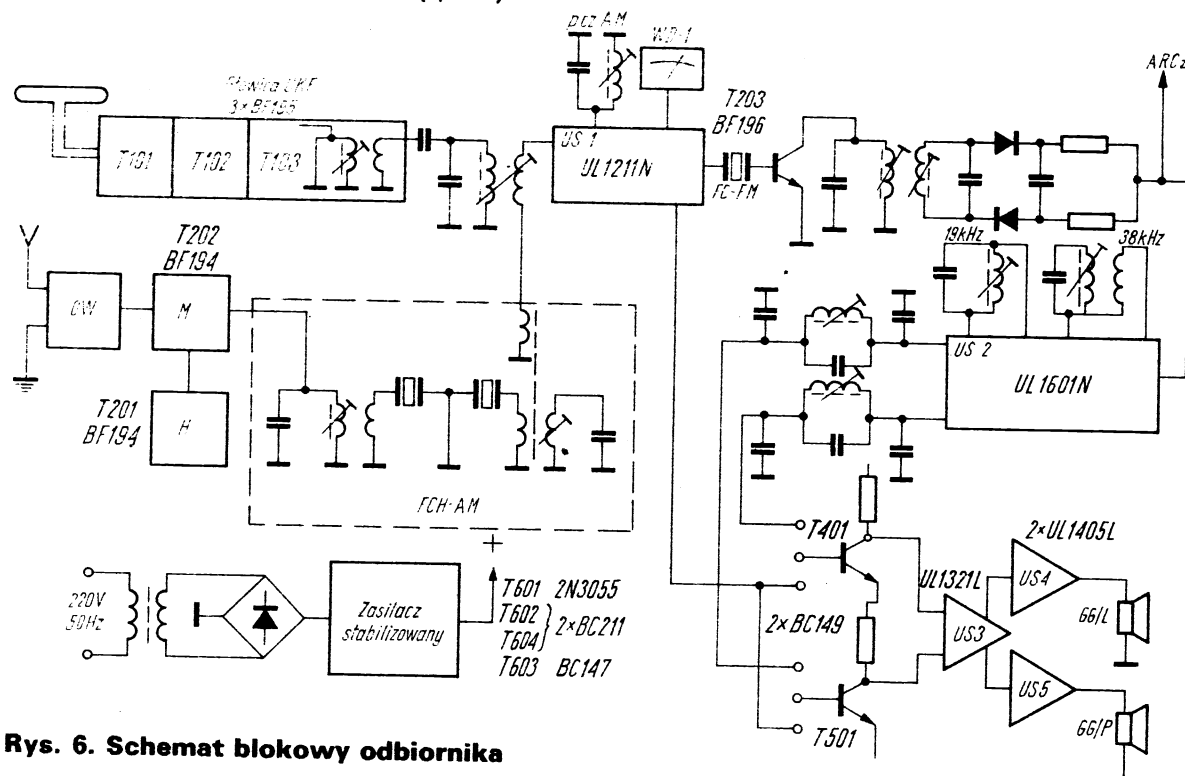 pcz AM
WD-1
ARCz
Głowica UKF
3×BF195
T203
BF196
US 1
UL1211N
T101
T102
T103
FC-FM
19kHz
38kHz
T202
BF194
OW
M
US 2
UL1601N
T201
BF194
H
FCH-AM
T401
2×UL1405L
+
UL1321L
US4
T601 2N3055
T602
T604
2×BC211
T603 BC147
220V
50Hz
Zasilacz
stabilizowany
2×BC149
US3
GG/L
US5
T501
GG/P
Rys. 6. Schemat blokowy odbiornika